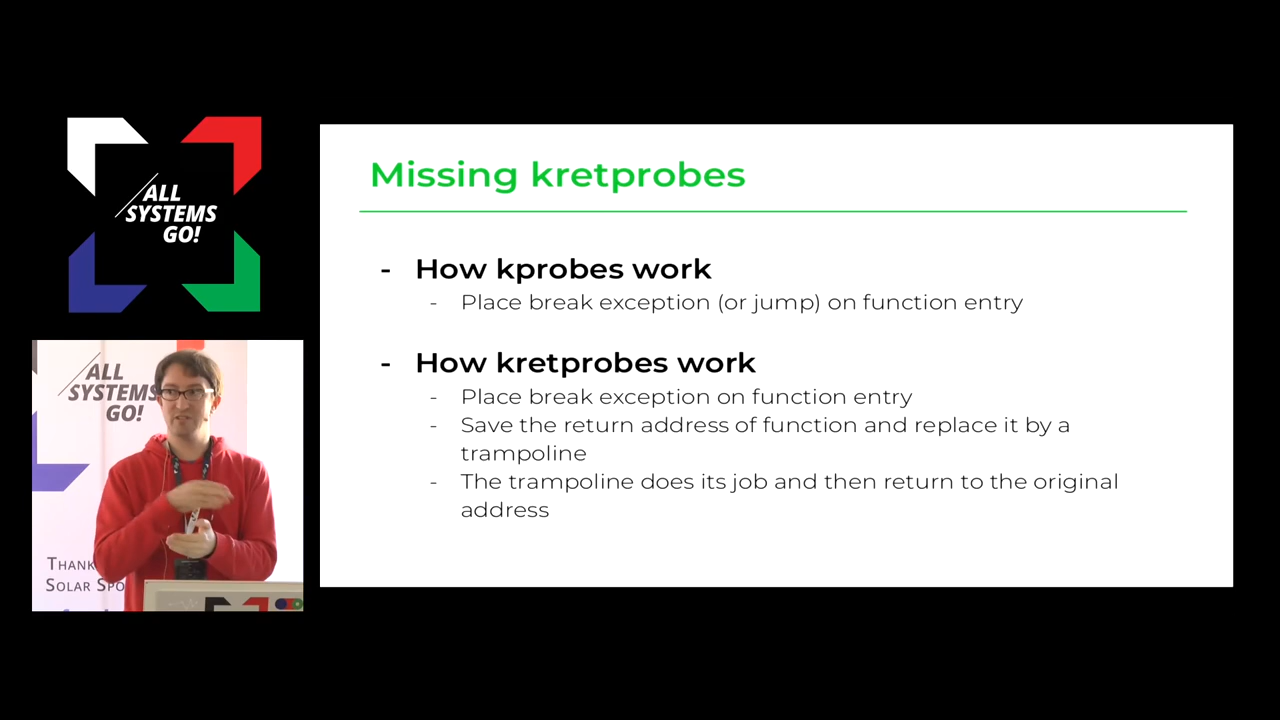 ALL
SYSTEMS
GO!
Missing kretprobes
- How kprobes work
- Place break exception (or jump) on function entry
- How kretprobes work
- Place break exception on function entry
- Save the return address of function and replace it by a
trampoline
- The trampoline does its job and then return to the original
address
ALL
SYSTEMS
GO!
THANK
SOLAR SPO